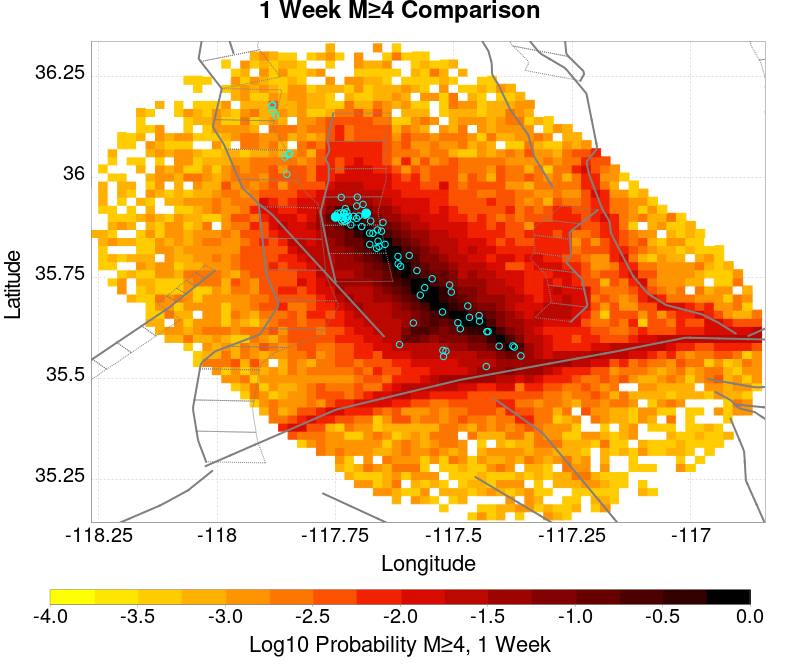 1 Week M≥4 Comparison
36.25
36
35.75
35.5
35.25
Latitude
-118.25 -118 -117.75 -117.5 -117.25 -117
Longitude
-4.0 -3.5 -3.0 -2.5 -2.0 -1.5 -1.0 -0.5 0.0
Log10 Probability M≥4, 1 Week